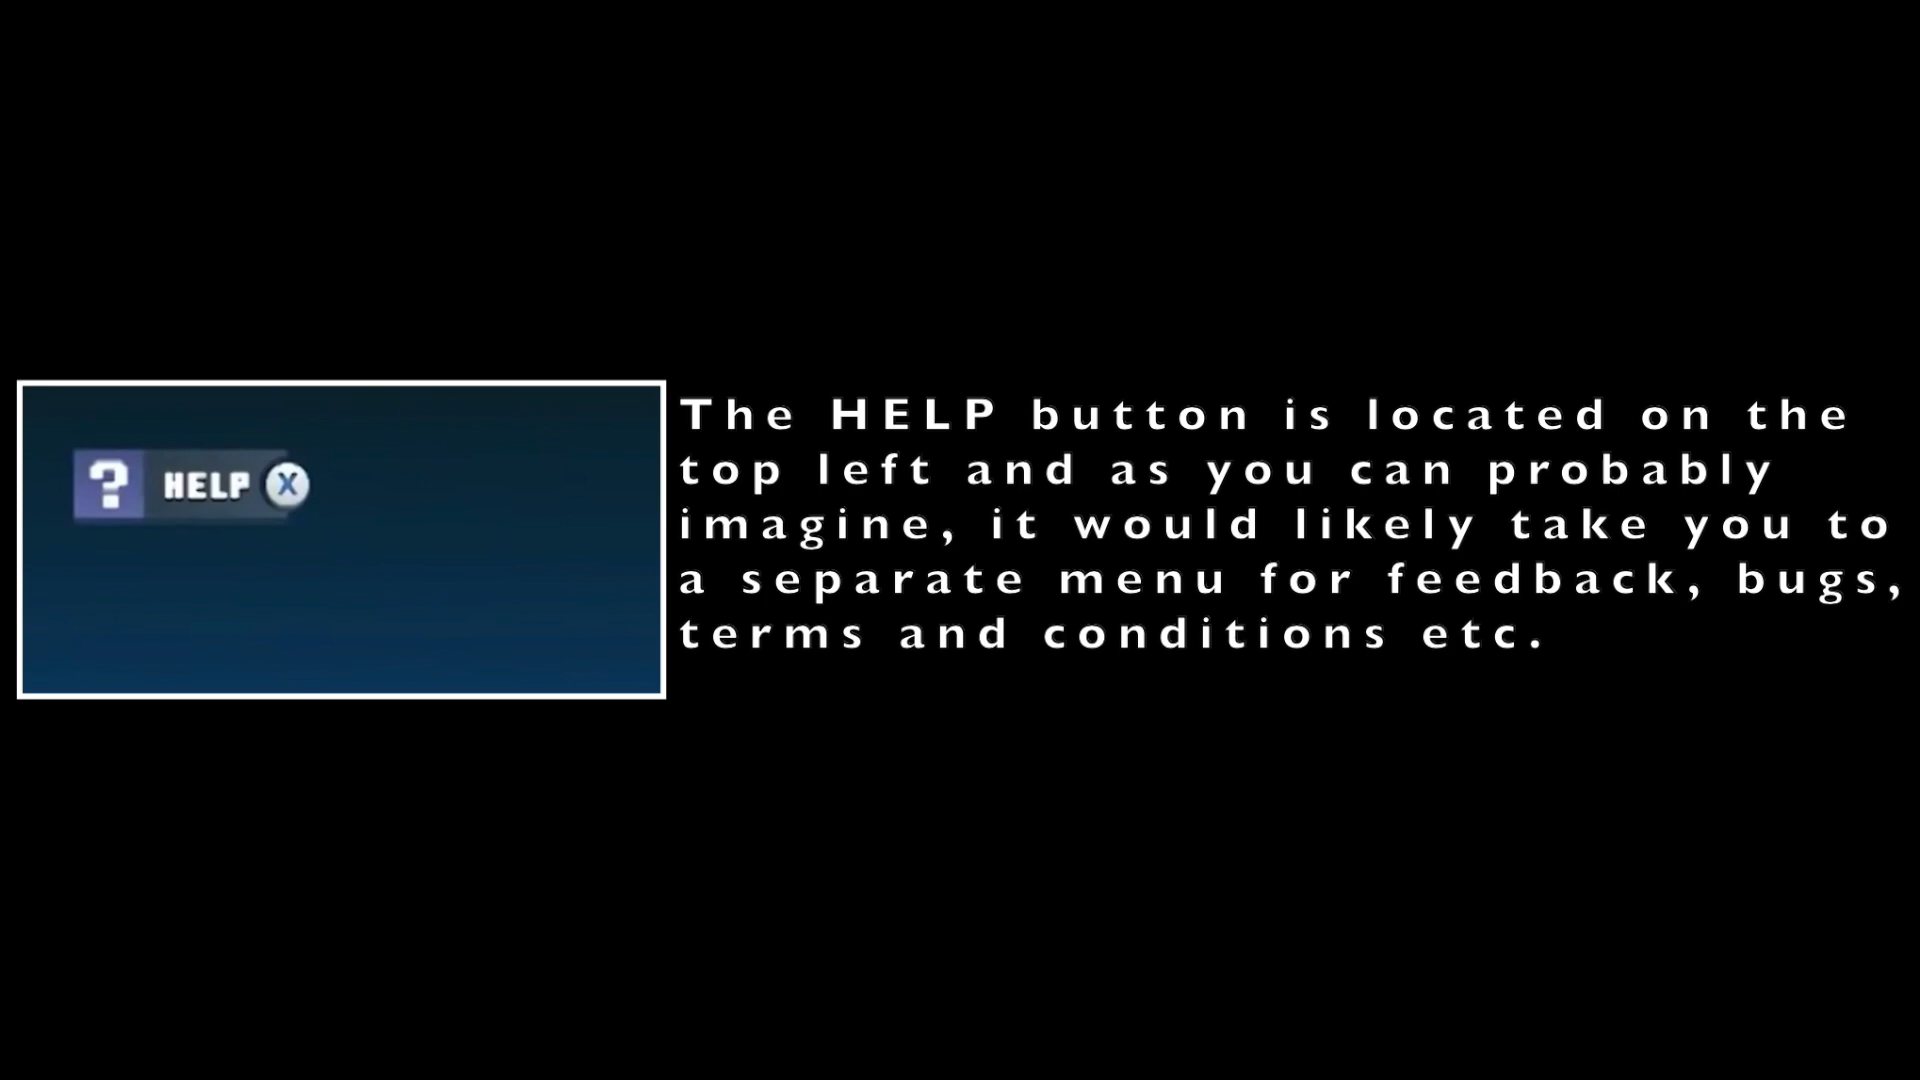 ? HELP X
The HELP button is located on the
top left and as you can probably
imagine, it would likely take you to
a separate menu for feedback, bugs,
terms and conditions etc.